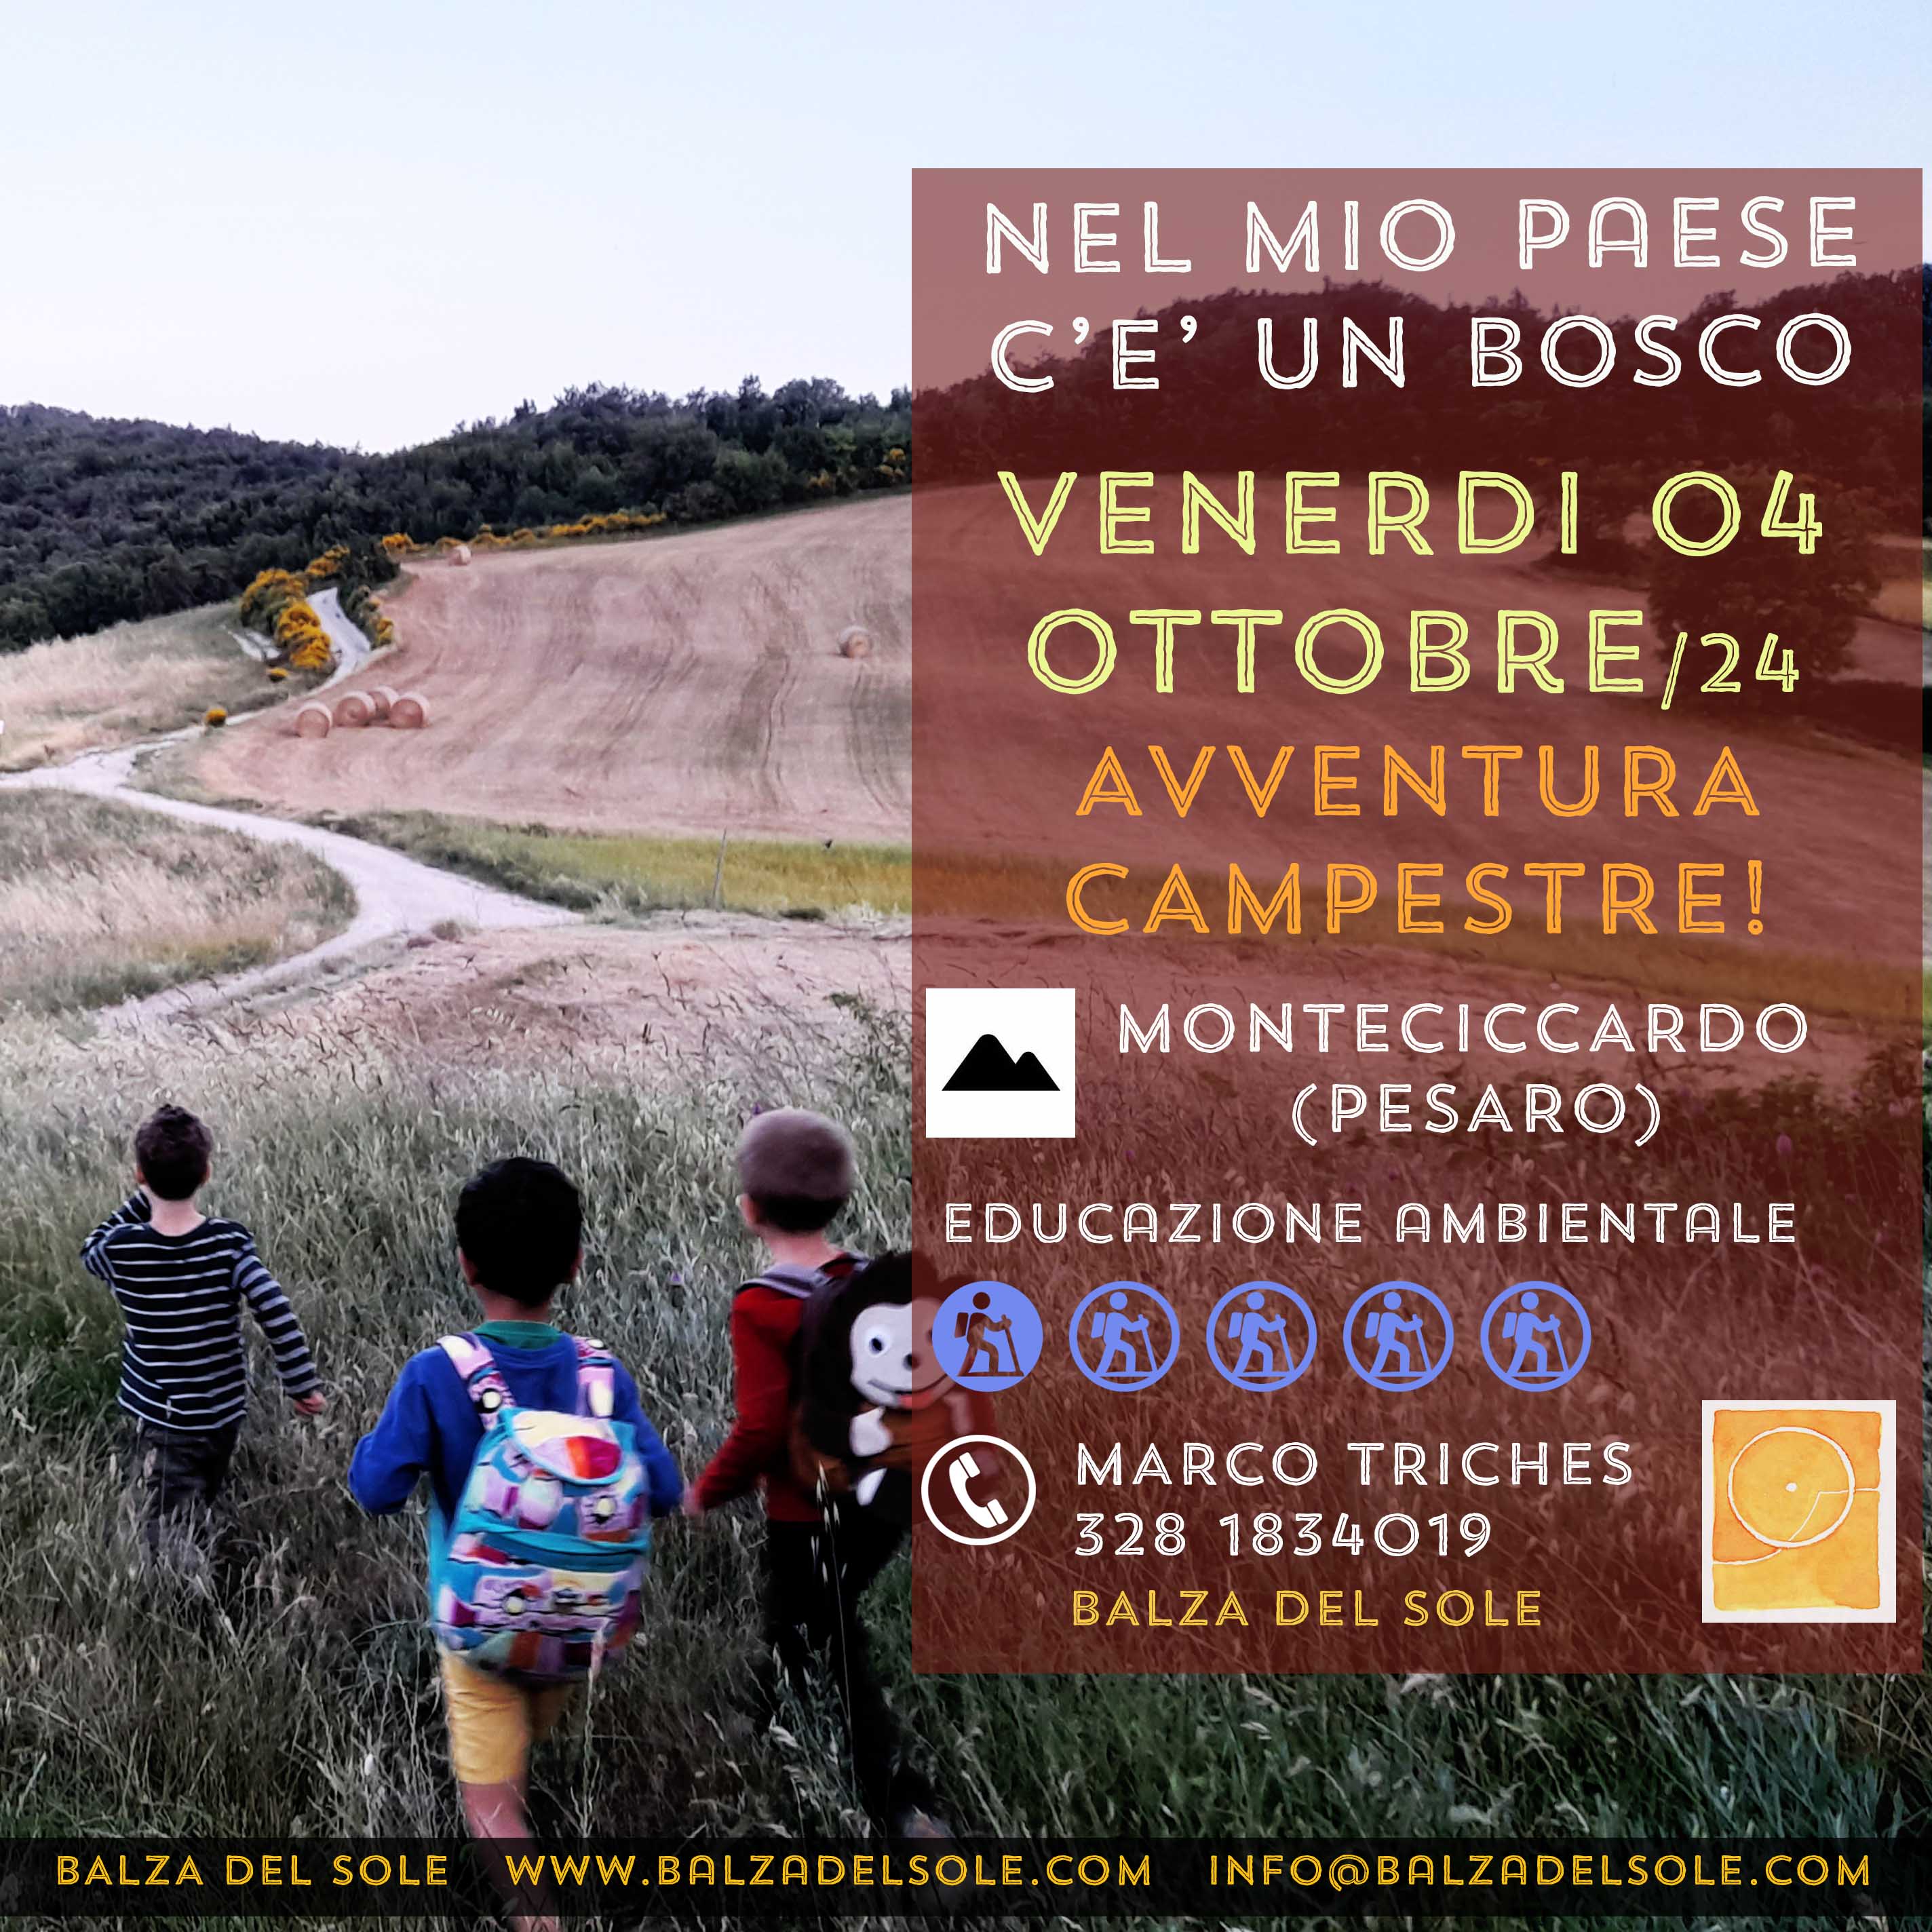 NEL MIO PAESE
C'E' UN BOSCO
VENERDI 04
OTTOBRE/24
AVVENTURA
CAMPESTRE!
MONTECICCARDO
(PESARO)
EDUCAZIONE AMBIENTALE
MARCO TRICHES
328 1834019
BALZA DEL SOLE
BALZA DEL SOLE WWW.BALZADELSOLE.COM INFO@BALZADELSOLE.COM